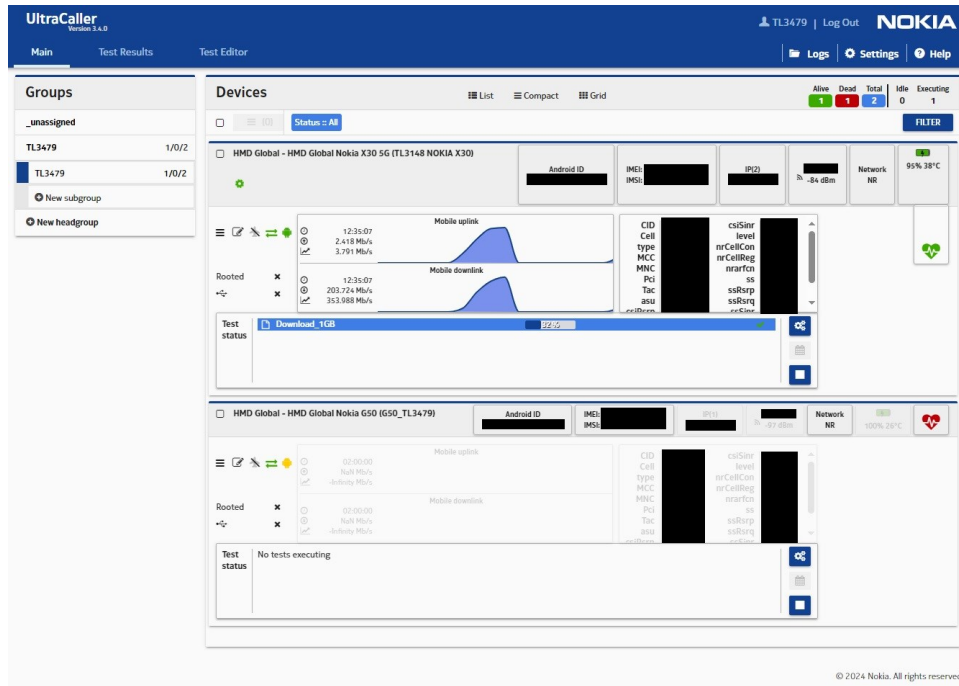 UltraCaller
Version 3.4.0
TL3479 | Log Out
NOKIA
Main
Test Results
Test Editor
Logs
Settings
Help
Groups
_unassigned
TL3479 1/0/2
TL3479 1/0/2
New subgroup
New headgroup
Devices
List
Compact
Grid
Alive Dead Total Idle Executing
1 1 2 0 1
(0)
Status :: All
FILTER
HMD Global - HMD Global Nokia X30 5G (TL3148 NOKIA X30)
Android ID
IMEI:
IMSI:
IP(2)
-84 dBm
Network
NR
95% 38°C
Mobile uplink
12:35:07
2.418 Mb/s
3.791 Mb/s
Rooted
Mobile downlink
12:35:07
203.724 Mb/s
353.988 Mb/s
CID csiSinr
Cell level
type nrCellCon
MCC nrCellReg
MNC nrarfcn
Pci ss
Tac ssRsrp
asu ssRsrq
csiRsrp ssSinr
Test
status
Download_1GB
32%
HMD Global - HMD Global Nokia G50 (G50_TL3479)
Android ID
IMEI:
IMSI:
IP(1)
-97 dBm
Network
NR
100% 26°C
Mobile uplink
02:00:00
NaN Mb/s
-Infinity Mb/s
Rooted
Mobile downlink
02:00:00
NaN Mb/s
-Infinity Mb/s
CID csiSinr
Cell level
type nrCellCon
MCC nrCellReg
MNC nrarfcn
Pci ss
Tac ssRsrp
asu ssRsrq
csiRsrp ssSinr
Test
status
No tests executing
© 2024 Nokia. All rights reserved